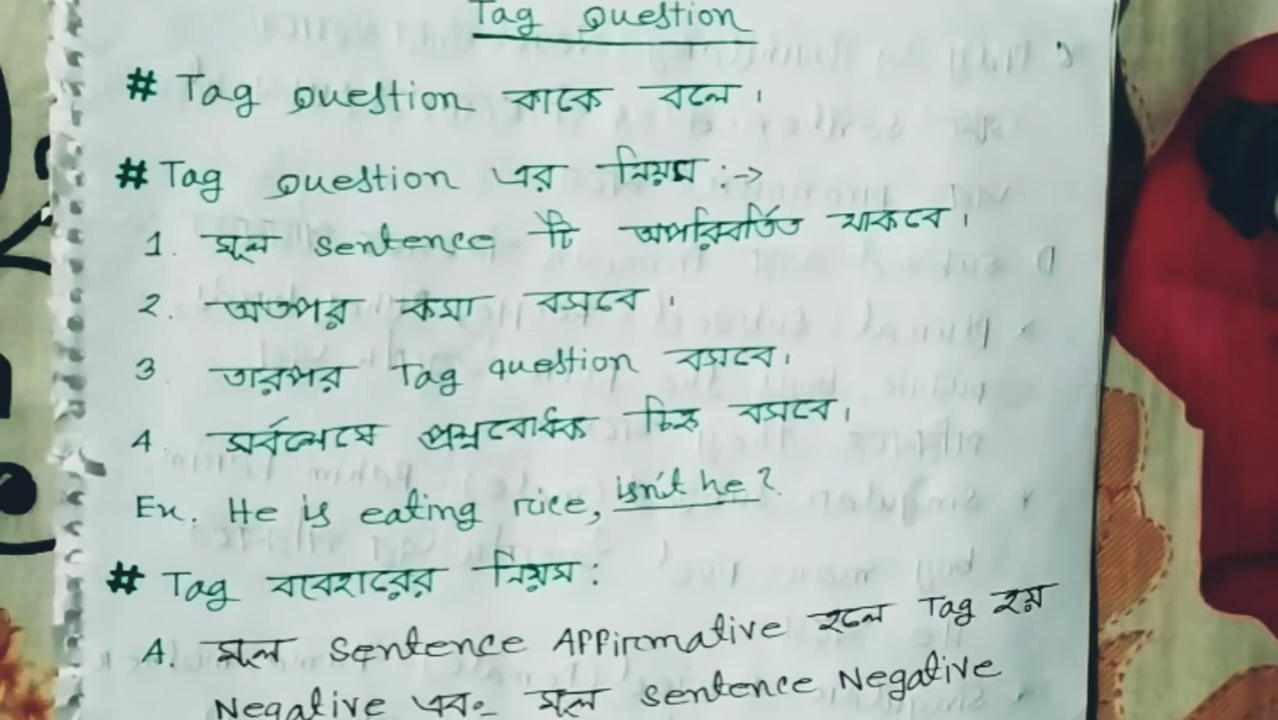 Tag Question
# Tag Question কাকে বলে।
# Tag Question এর নিয়ম :->
1. মূল sentence টি অপরিবর্তিত থাকবে।
2. অতপর কমা বসবে।
3. তারপর Tag question বসবে।
4. সর্বশেষে প্রশ্নবোধক চিহ্ন বসবে।
Ex. He is eating rice, isn't he?
# Tag ব্যবহারের নিয়ম:
A. মূল sentence Affirmative হলে Tag হয়
Negative এবং মূল sentence Negative